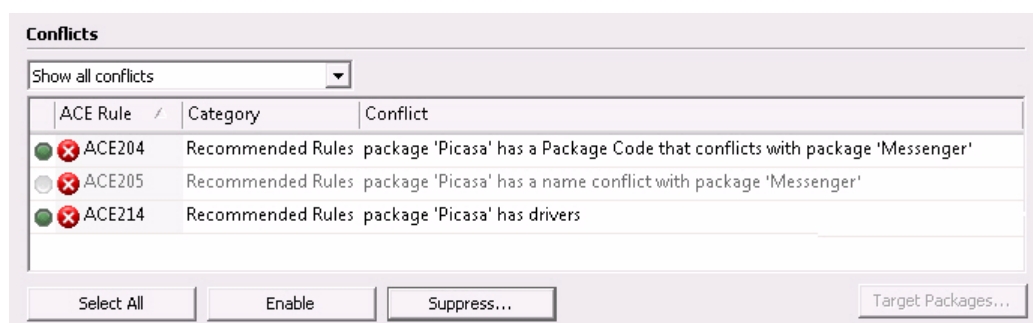 Conflicts
Show all conflicts
ACE Rule Category Conflict
ACE204 Recommended Rules package 'Picasa' has a Package Code that conflicts with package 'Messenger'
ACE205 Recommended Rules package 'Picasa' has a name conflict with package 'Messenger'
ACE214 Recommended Rules package 'Picasa' has drivers
Select All Enable Suppress... Target Packages...